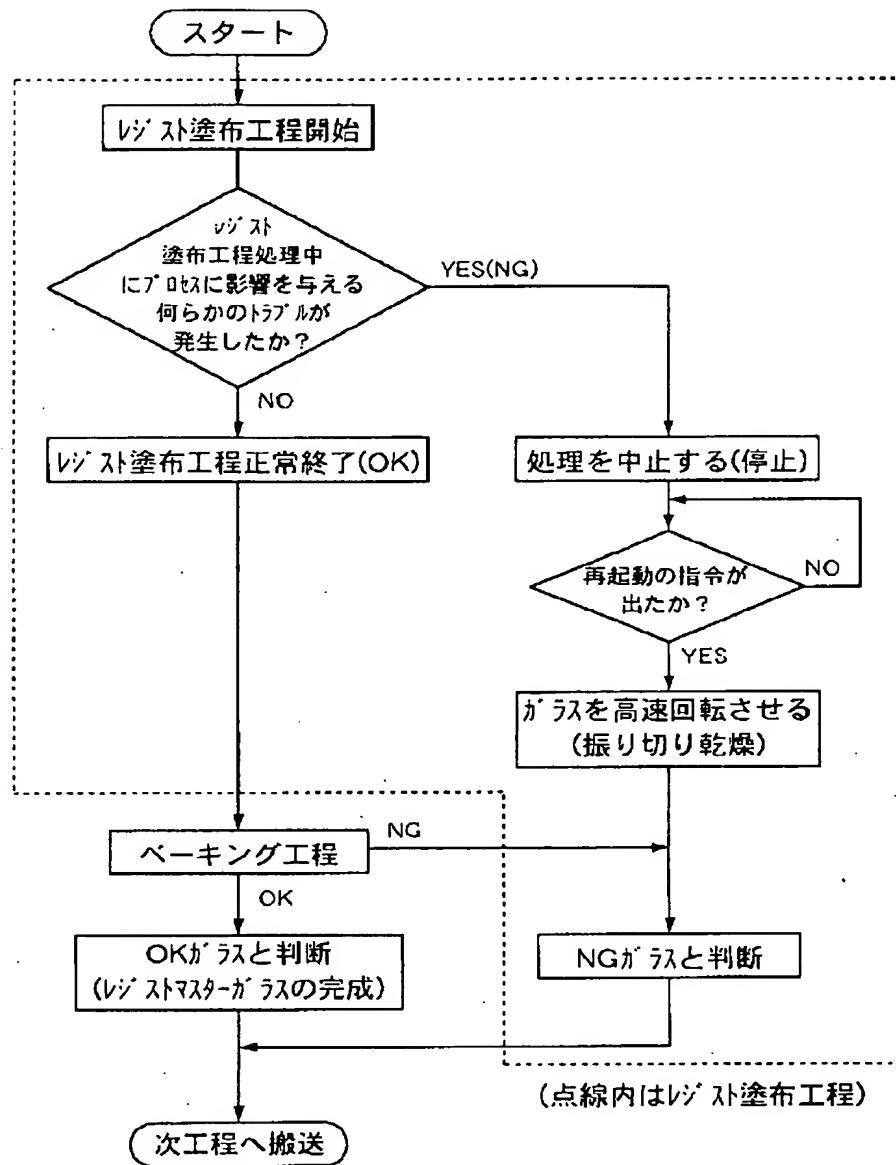 スタート
レジスト塗布工程開始
レジスト
塗布工程処理中
にプロセスに影響を与える
何らかのトラブルが
発生したか？
YES(NG)
NO
レジスト塗布工程正常終了(OK)
処理を中止する(停止)
再起動の指令が
出たか？
NO
YES
ガラスを高速回転させる
(振り切り乾燥)
ベーキング工程
NG
OK
OKガラスと判断
(レジストマスターガラスの完成)
NGガラスと判断
(点線内はレジスト塗布工程)
次工程へ搬送